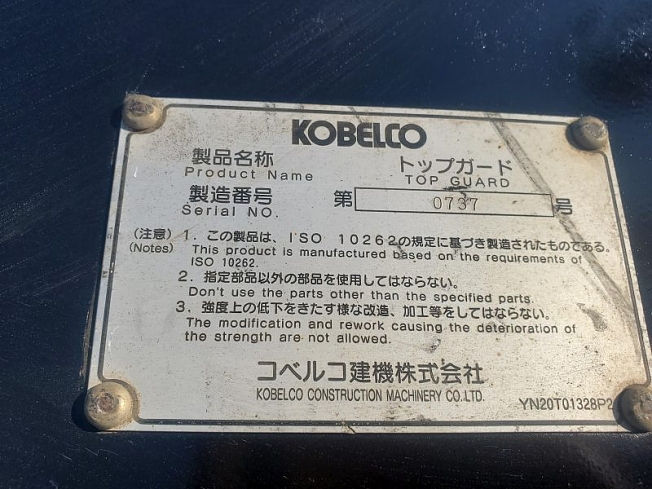 KOBELCO
製品名称 トップガード
Product Name TOP GUARD
製造番号 第 0737 号
Serial NO.
(注意) 1．この製品は、ISO 10262の規定に基づき製造されたものである。
(Notes) This product is manufactured based on the requirements of
ISO 10262.
2．指定部品以外の部品を使用してはならない。
Don't use the parts other than the specified parts.
3．強度上の低下をきたす様な改造、加工等をしてはならない。
The modification and rework causing the deterioration of
the strength are not allowed.
コベルコ建機株式会社
KOBELCO CONSTRUCTION MACHINERY CO.LTD.
YN20T01328P2